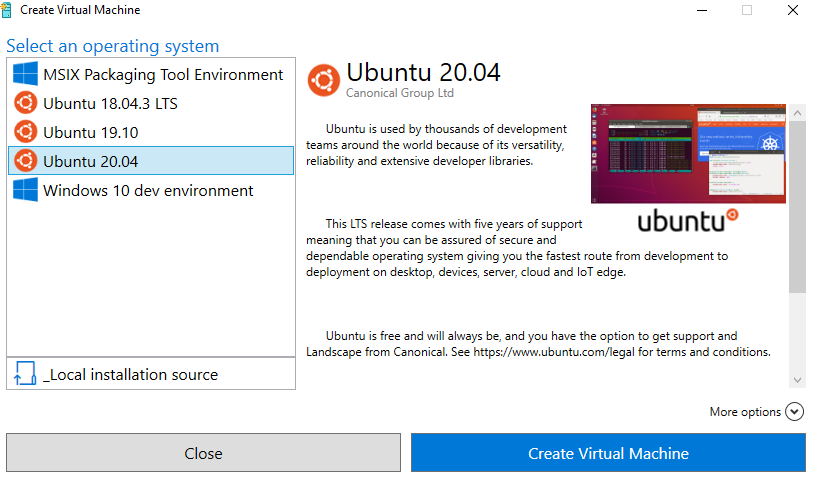 Create Virtual Machine
Select an operating system
MSIX Packaging Tool Environment
Ubuntu 18.04.3 LTS
Ubuntu 19.10
Ubuntu 20.04
Windows 10 dev environment
_Local installation source
Ubuntu 20.04
Canonical Group Ltd
Ubuntu is used by thousands of development
teams around the world because of its versatility,
reliability and extensive developer libraries.
ubuntu
This LTS release comes with five years of support
meaning that you can be assured of secure and
dependable operating system giving you the fastest route from development to
deployment on desktop, devices, server, cloud and IoT edge.
Ubuntu is free and will always be, and you have the option to get support and
Landscape from Canonical. See https://www.ubuntu.com/legal for terms and conditions.
More options
Close
Create Virtual Machine